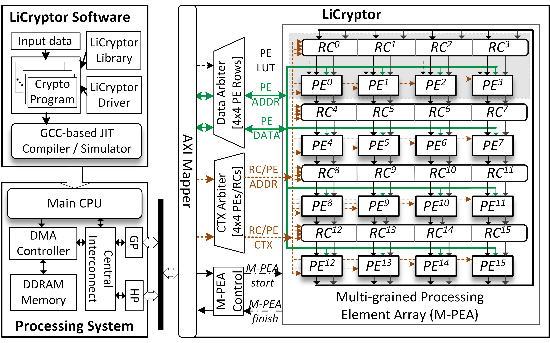 LiCryptor Software
Input data
LiCryptor
Library
Crypto
Program
LiCryptor
Driver
GCC-based JIT
Compiler / Simulator
Main CPU
DMA
Controller
Central
Interconnect
GP
HP
DDRAM
Memory
Processing System
AXI Mapper
LiCryptor
Data Arbiter
[4x4 PE Rows]
PE
LUT
PE
ADDR
PE
DATA
CTX Arbiter
[4x4 PEs/RCs]
RC/PE
ADDR
RC/PE
CTX
M-PEA
Control
M-PEA
start
M-PEA
finish
RC0 RC1 RC2 RC3
PE0 PE1 PE2 PE3
RC4 RC5 RC6 RC7
PE4 PE5 PE6 PE7
RC8 RC9 RC10 RC11
PE8 PE9 PE10 PE11
RC12 RC13 RC14 RC15
PE12 PE13 PE14 PE15
Multi-grained Processing
Element Array (M-PEA)